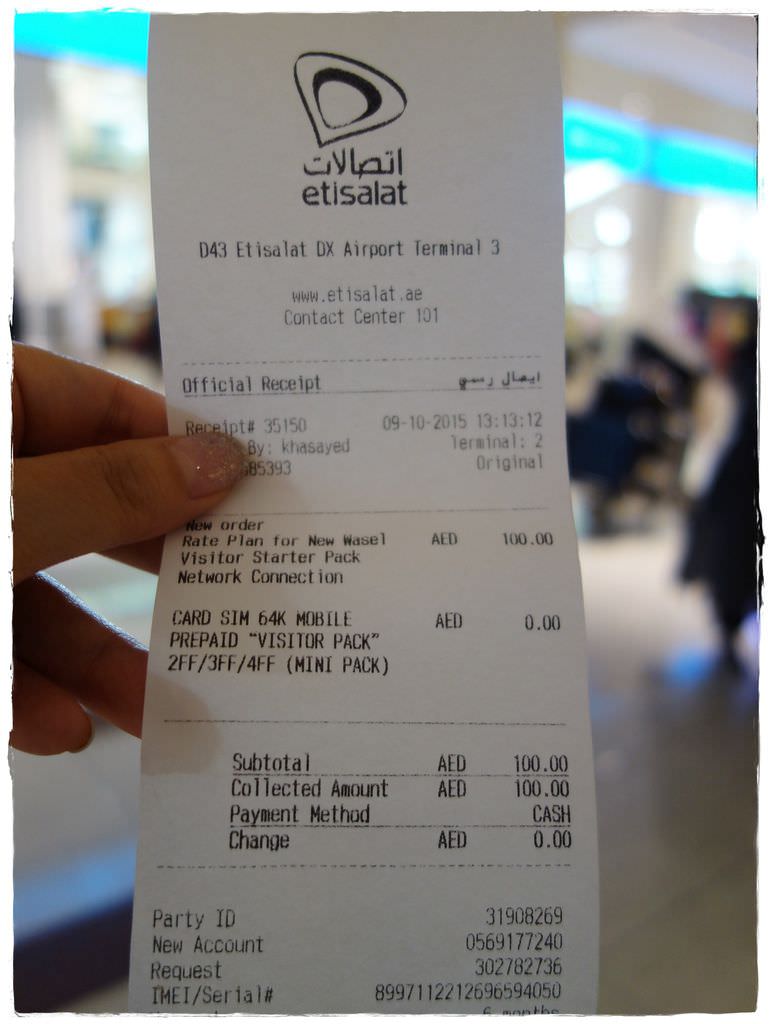 اتصالات
etisalat
D43 Etisalat DX Airport Terminal 3
www.etisalat.ae
Contact Center 101
Official Receipt ايصال رسمي
Receipt# 35150 09-10-2015 13:13:12
By: khasayed Terminal: 2
685393 Original
New order
Rate Plan for New Wasel AED 100.00
Visitor Starter Pack
Network Connection
CARD SIM 64K MOBILE AED 0.00
PREPAID "VISITOR PACK"
2FF/3FF/4FF (MINI PACK)
Subtotal AED 100.00
Collected Amount AED 100.00
Payment Method CASH
Change AED 0.00
Party ID 31908269
New Account 0569177240
Request 302782736
IMEI/Serial# 8997112212696594050
6 months